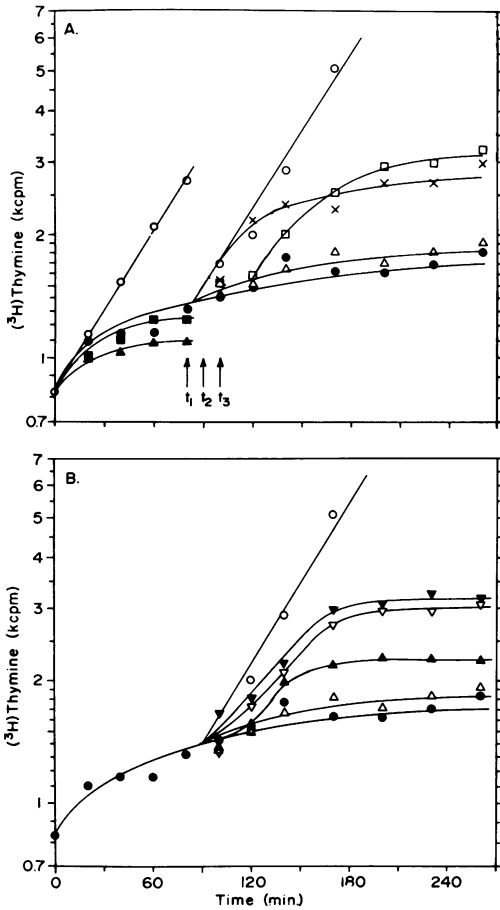 A.
7
6
5
4
3
2
1
0.7
(³H)Thymine (kcpm)
t₁ t₂ t₃
B.
7
6
5
4
3
2
1
0.7
(³H)Thymine (kcpm)
0 60 120 180 240
Time (min.)